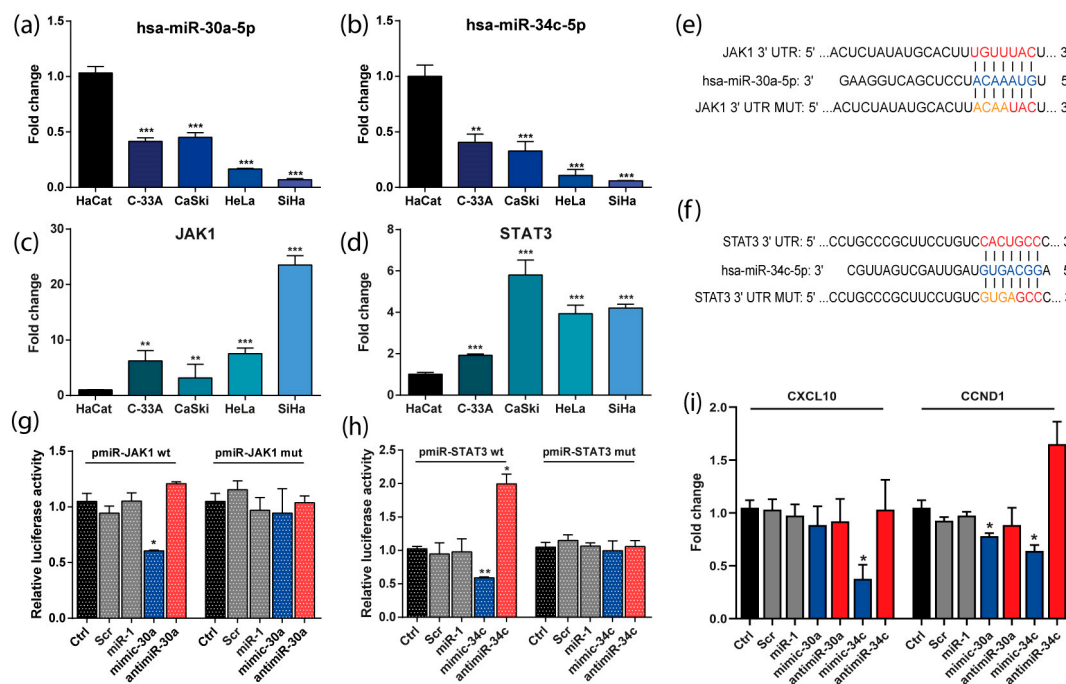 (a)
hsa-miR-30a-5p
Fold change
1.5
1.0
0.5
0.0
*** *** *** ***
HaCat C-33A CaSki HeLa SiHa
(b)
hsa-miR-34c-5p
Fold change
1.5
1.0
0.5
0.0
** *** *** ***
HaCat C-33A CaSki HeLa SiHa
(c)
JAK1
Fold change
30
20
10
0
** ** *** ***
HaCat C-33A CaSki HeLa SiHa
(d)
STAT3
Fold change
8
6
4
2
0
*** *** *** ***
HaCat C-33A CaSki HeLa SiHa
(e)
JAK1 3' UTR: 5' ...ACUCUAUAUGCACUUUGUUUACU... 3
hsa-miR-30a-5p: 3' GAAGGUCAGCUCCUACAAAUGU 5
JAK1 3' UTR MUT: 5' ...ACUCUAUAUGCACUUACAAUACU... 3
(f)
STAT3 3' UTR: 5' ...CCUGCCCGCUUCCUGUCCACUGCCC... 3
hsa-miR-34c-5p: 3' CGUUAGUCGAUUGAUGUGACGGA 5
STAT3 3' UTR MUT: 5' ...CCUGCCCGCUUCCUGUCGUGAGCCC... 3
(g)
pmiR-JAK1 wt pmiR-JAK1 mut
Relative luciferase activity
1.5
1.0
0.5
0.0
*
Ctrl Scr miR-1 mimic-30a antimiR-30a Ctrl Scr miR-1 mimic-30a antimiR-30a
(h)
pmiR-STAT3 wt pmiR-STAT3 mut
Relative luciferase activity
2.5
2.0
1.5
1.0
0.5
0.0
** *
Ctrl Scr miR-1 mimic-34c antimiR-34c Ctrl Scr miR-1 mimic-34c antimiR-34c
(i)
CXCL10 CCND1
Fold change
2.0
1.5
1.0
0.5
0.0
* * *
Ctrl Scr miR-1 mimic-30a antimiR-30a mimic-34c antimiR-34c Ctrl Scr miR-1 mimic-30a antimiR-30a mimic-34c antimiR-34c